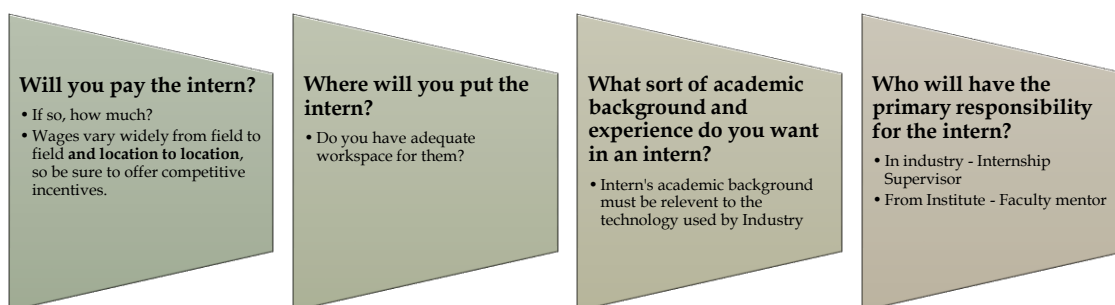 Will you pay the intern?
• If so, how much?
• Wages vary widely from field to
field and location to location,
so be sure to offer competitive
incentives.
Where will you put the
intern?
• Do you have adequate
workspace for them?
What sort of academic
background and
experience do you want
in an intern?
• Intern's academic background
must be relevent to the
technology used by Industry
Who will have the
primary responsibility
for the intern?
• In industry - Internship
Supervisor
• From Institute - Faculty mentor